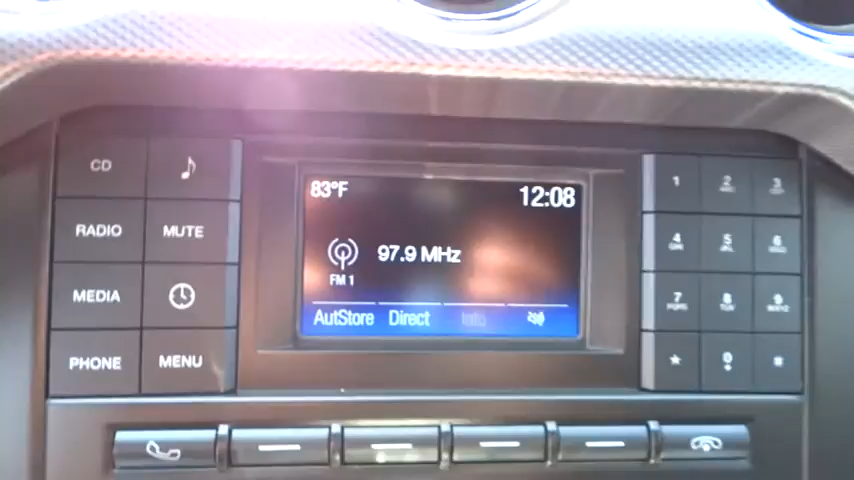 CD
RADIO MUTE
MEDIA
PHONE MENU
83°F 12:08
97.9 MHz
FM 1
AutStore Direct Info
1 2 3
4 5 6
7 8 9
* 0 #